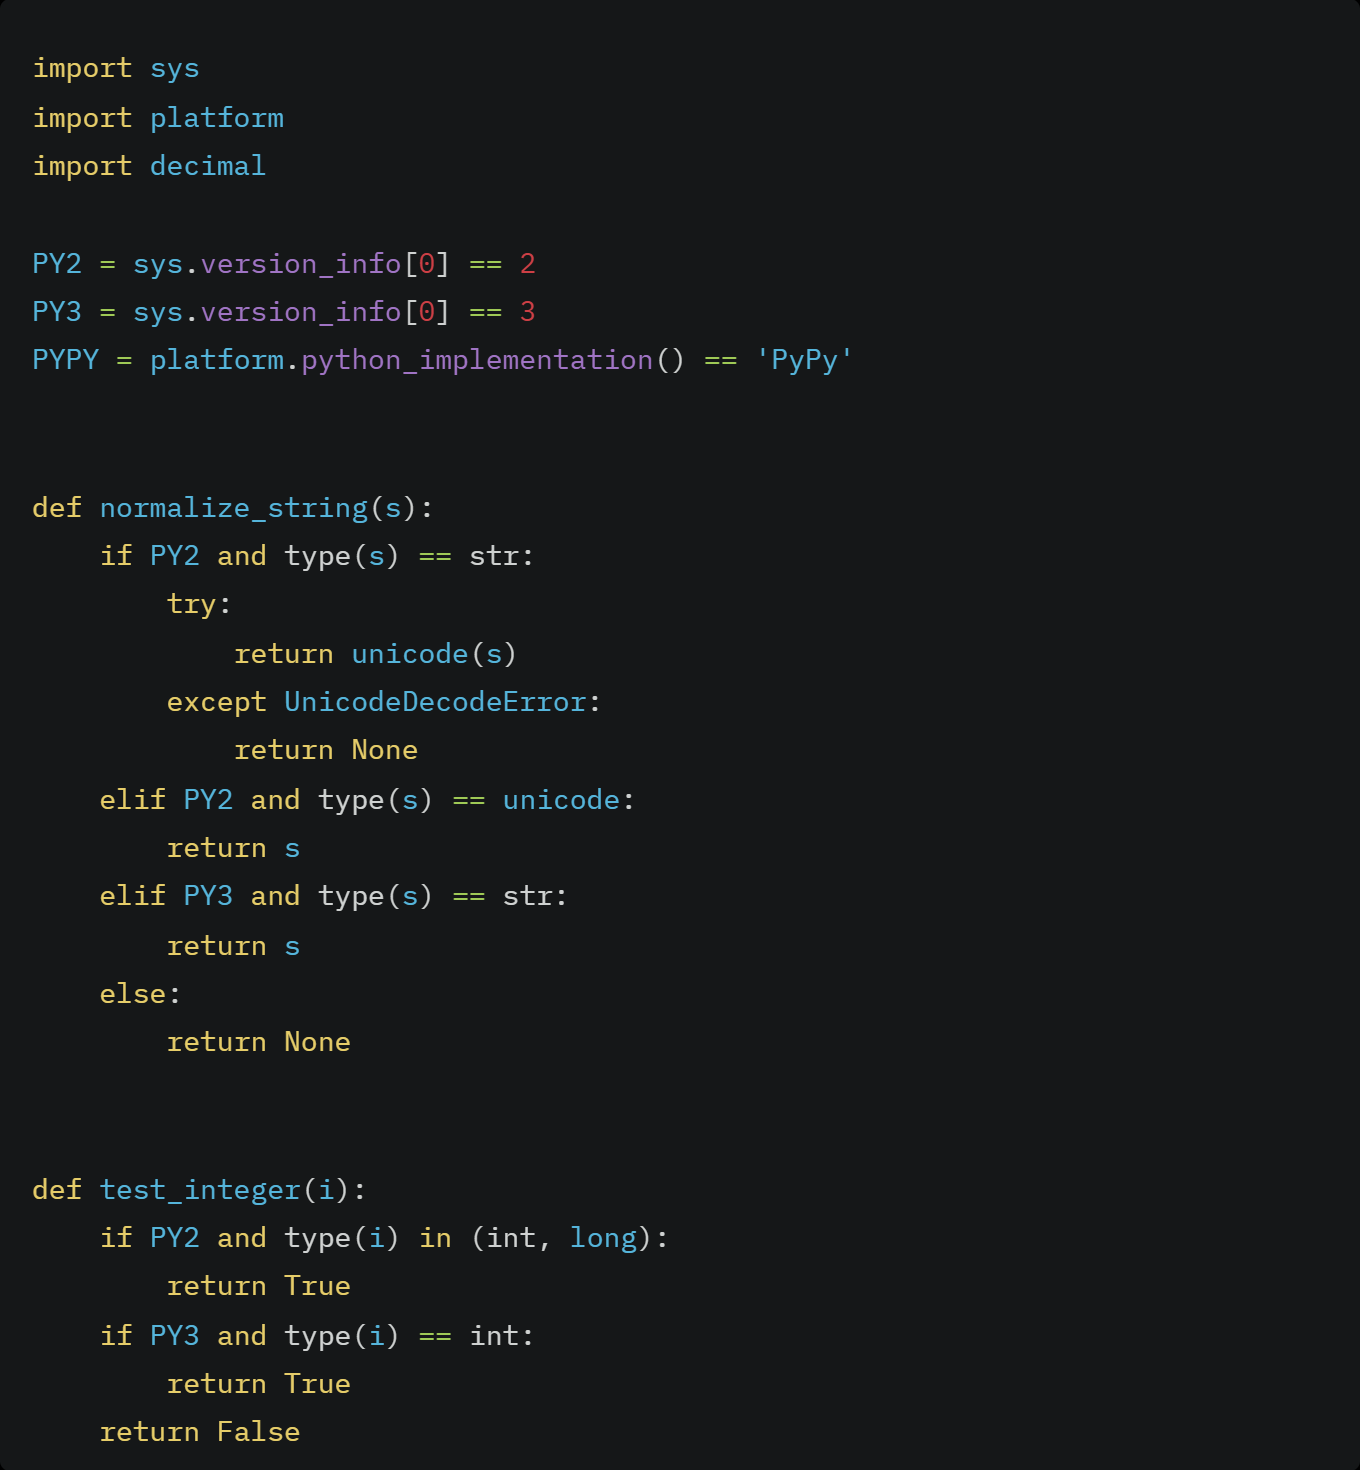 import sys
import platform
import decimal

PY2 = sys.version_info[0] == 2
PY3 = sys.version_info[0] == 3
PYPY = platform.python_implementation() == 'PyPy'


def normalize_string(s):
    if PY2 and type(s) == str:
        try:
            return unicode(s)
        except UnicodeDecodeError:
            return None
    elif PY2 and type(s) == unicode:
        return s
    elif PY3 and type(s) == str:
        return s
    else:
        return None


def test_integer(i):
    if PY2 and type(i) in (int, long):
        return True
    if PY3 and type(i) == int:
        return True
    return False